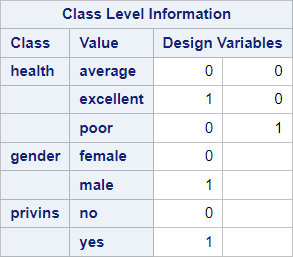 Class Level Information
Class Value Design Variables
health average 0 0
excellent 1 0
poor 0 1
gender female 0
male 1
privins no 0
yes 1